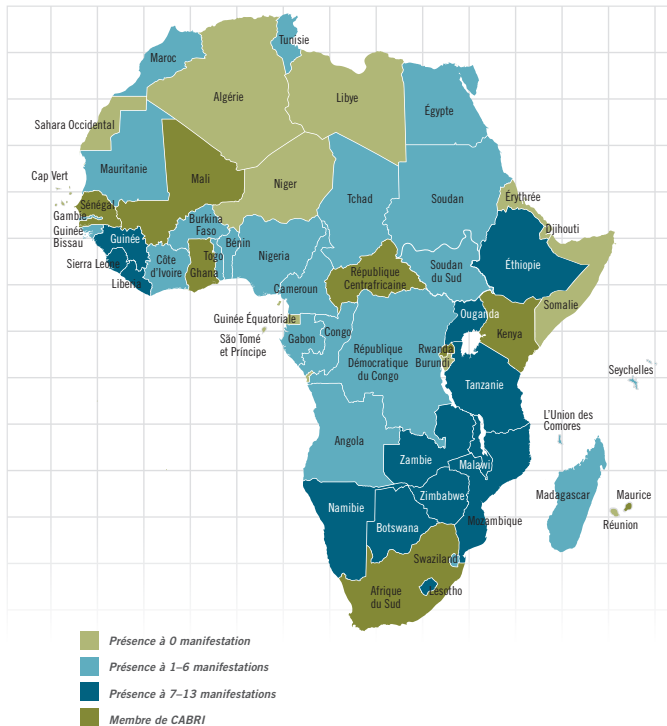 Tunisie
Maroc
Algérie
Libye
Égypte
Sahara Occidental
Mauritanie
Cap Vert
Mali
Niger
Tchad
Soudan
Érythrée
Sénégal
Gambie
Guinée
Bissau
Guinée
Burkina
Faso
Bénin
Togo
Nigeria
Djihouti
Sierra Leone
Côte
d'Ivoire
Ghana
Liberia
République
Centrafricaine
Soudan
du Sud
Éthiopie
Cameroun
Somalie
Guinée Équatoriale
Ouganda
Kenya
São Tomé
et Príncipe
Gabon
Congo
République
Démocratique
du Congo
Rwanda
Burundi
Seychelles
Tanzanie
L'Union des
Comores
Angola
Zambie
Malawi
Madagascar
Maurice
Zimbabwe
Namibie
Botswana
Mozambique
Réunion
Swaziland
Afrique
du Sud
Lesotho
Présence à 0 manifestation
Présence à 1–6 manifestations
Présence à 7–13 manifestations
Membre de CABRI